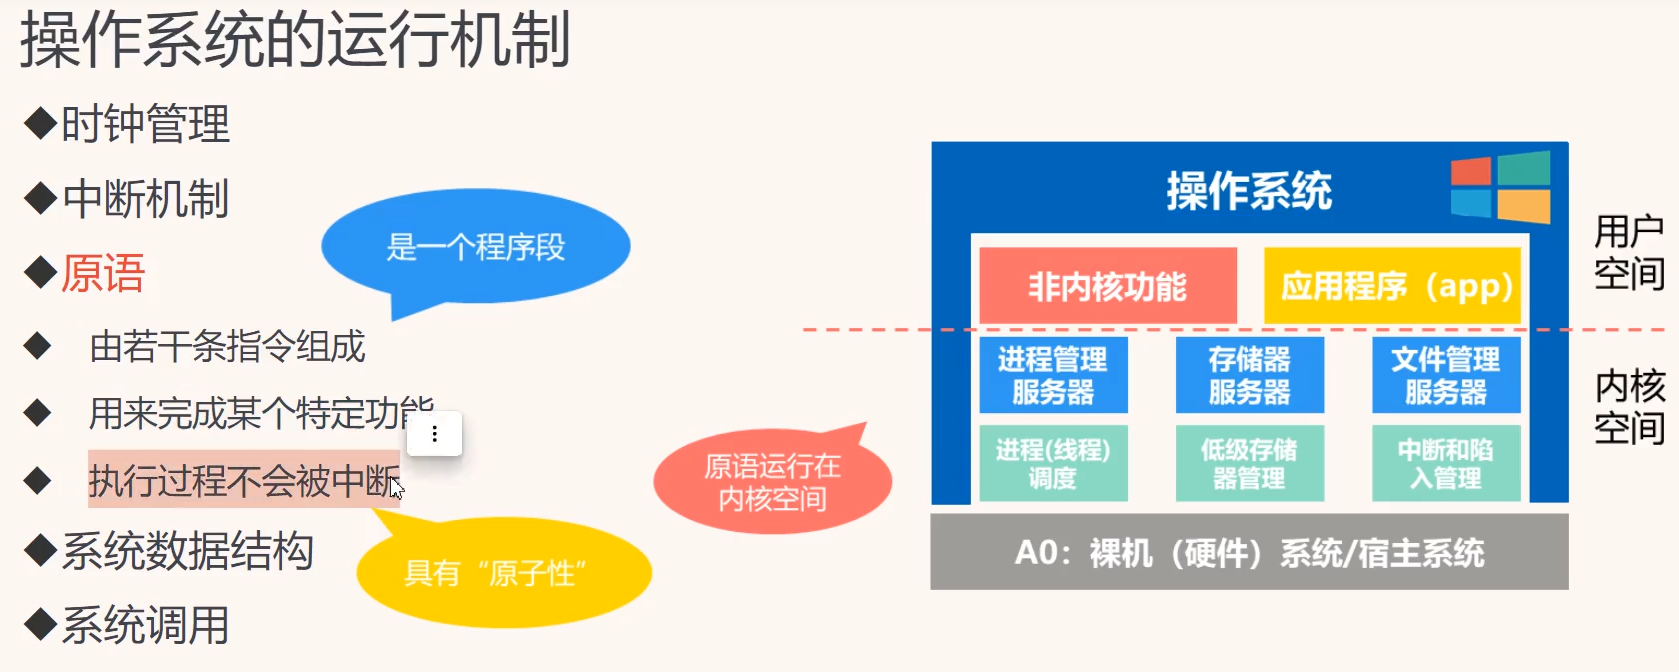 操作系统的运行机制
◆时钟管理
◆中断机制
◆原语
◆ 由若干条指令组成
◆ 用来完成某个特定功能
◆ 执行过程不会被中断
◆系统数据结构
◆系统调用
是一个程序段
具有“原子性”
原语运行在
内核空间
操作系统
非内核功能
应用程序（app）
进程管理
服务器
存储器
服务器
文件管理
服务器
进程(线程)
调度
低级存储
器管理
中断和陷
入管理
A0：裸机（硬件）系统/宿主系统
用户
空间
内核
空间